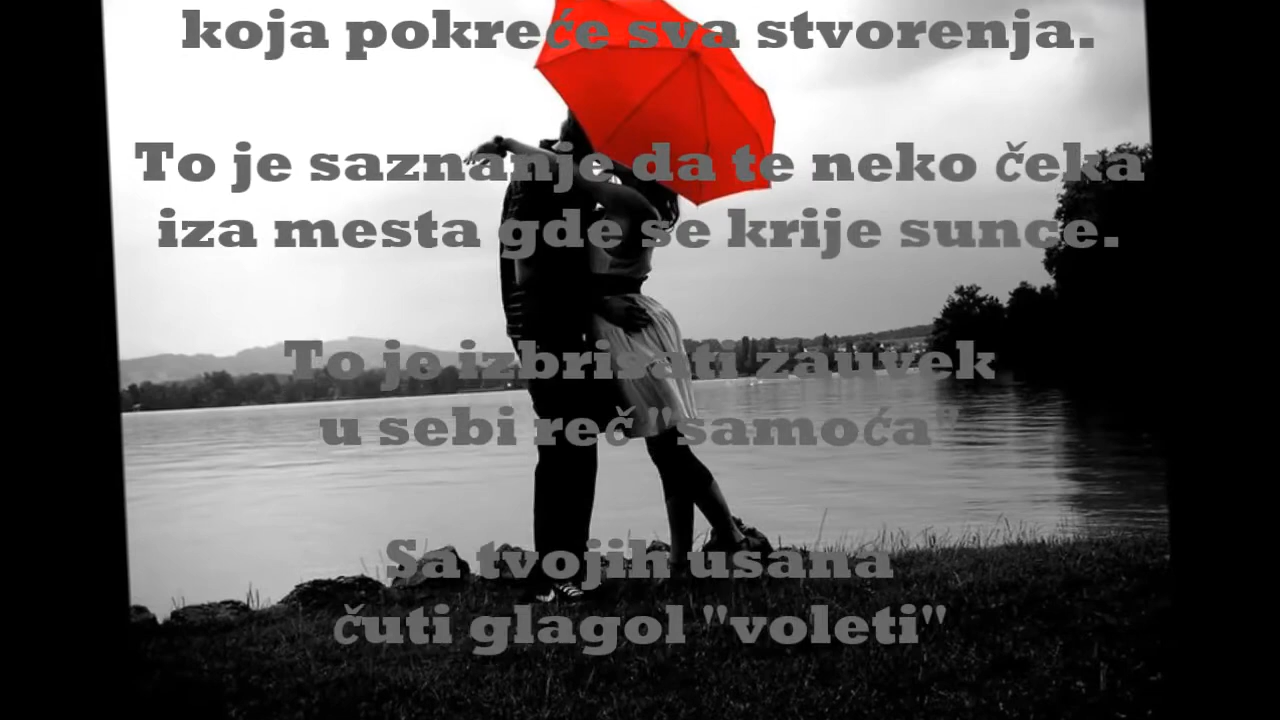 koja pokreće sva stvorenja.
To je saznanje da te neko čeka
iza mesta gde se krije sunce.
To je izbrisati zauvek
u sebi reč "samoća"
Sa tvojih usana
čuti glagol "voleti"